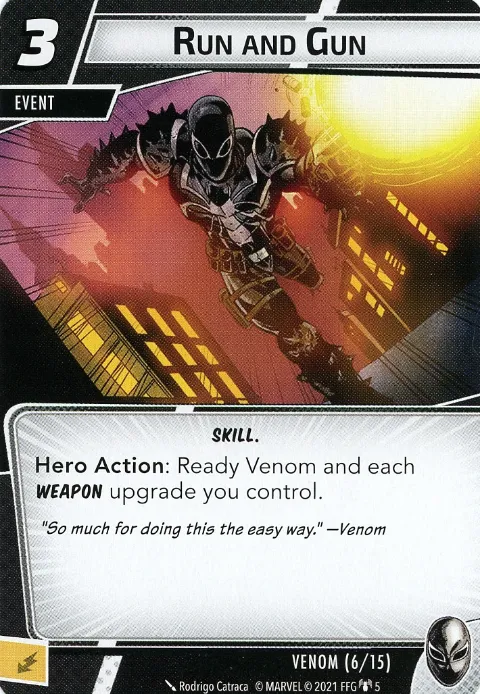 3
RUN AND GUN
EVENT
SKILL.
Hero Action: Ready Venom and each
WEAPON upgrade you control.
"So much for doing this the easy way." —Venom
VENOM (6/15)
Rodrigo Catraca © MARVEL © 2021 FFG 5